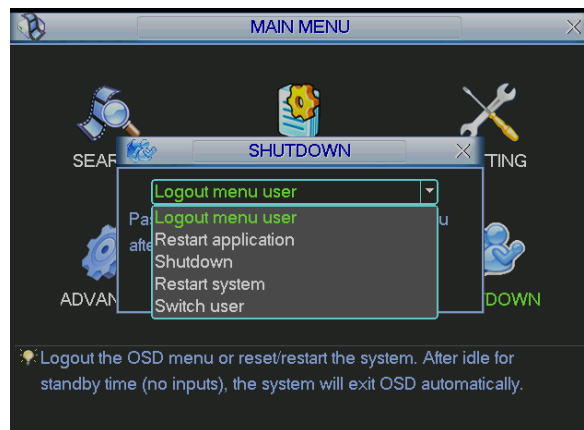 MAIN MENU
SHUTDOWN
SEAR
TING
Logout menu user
Pas
u
Logout menu user
afte
Restart application
Shutdown
Restart system
Switch user
ADVAN
DOWN
Logout the OSD menu or reset/restart the system. After idle for
standby time (no inputs), the system will exit OSD automatically.